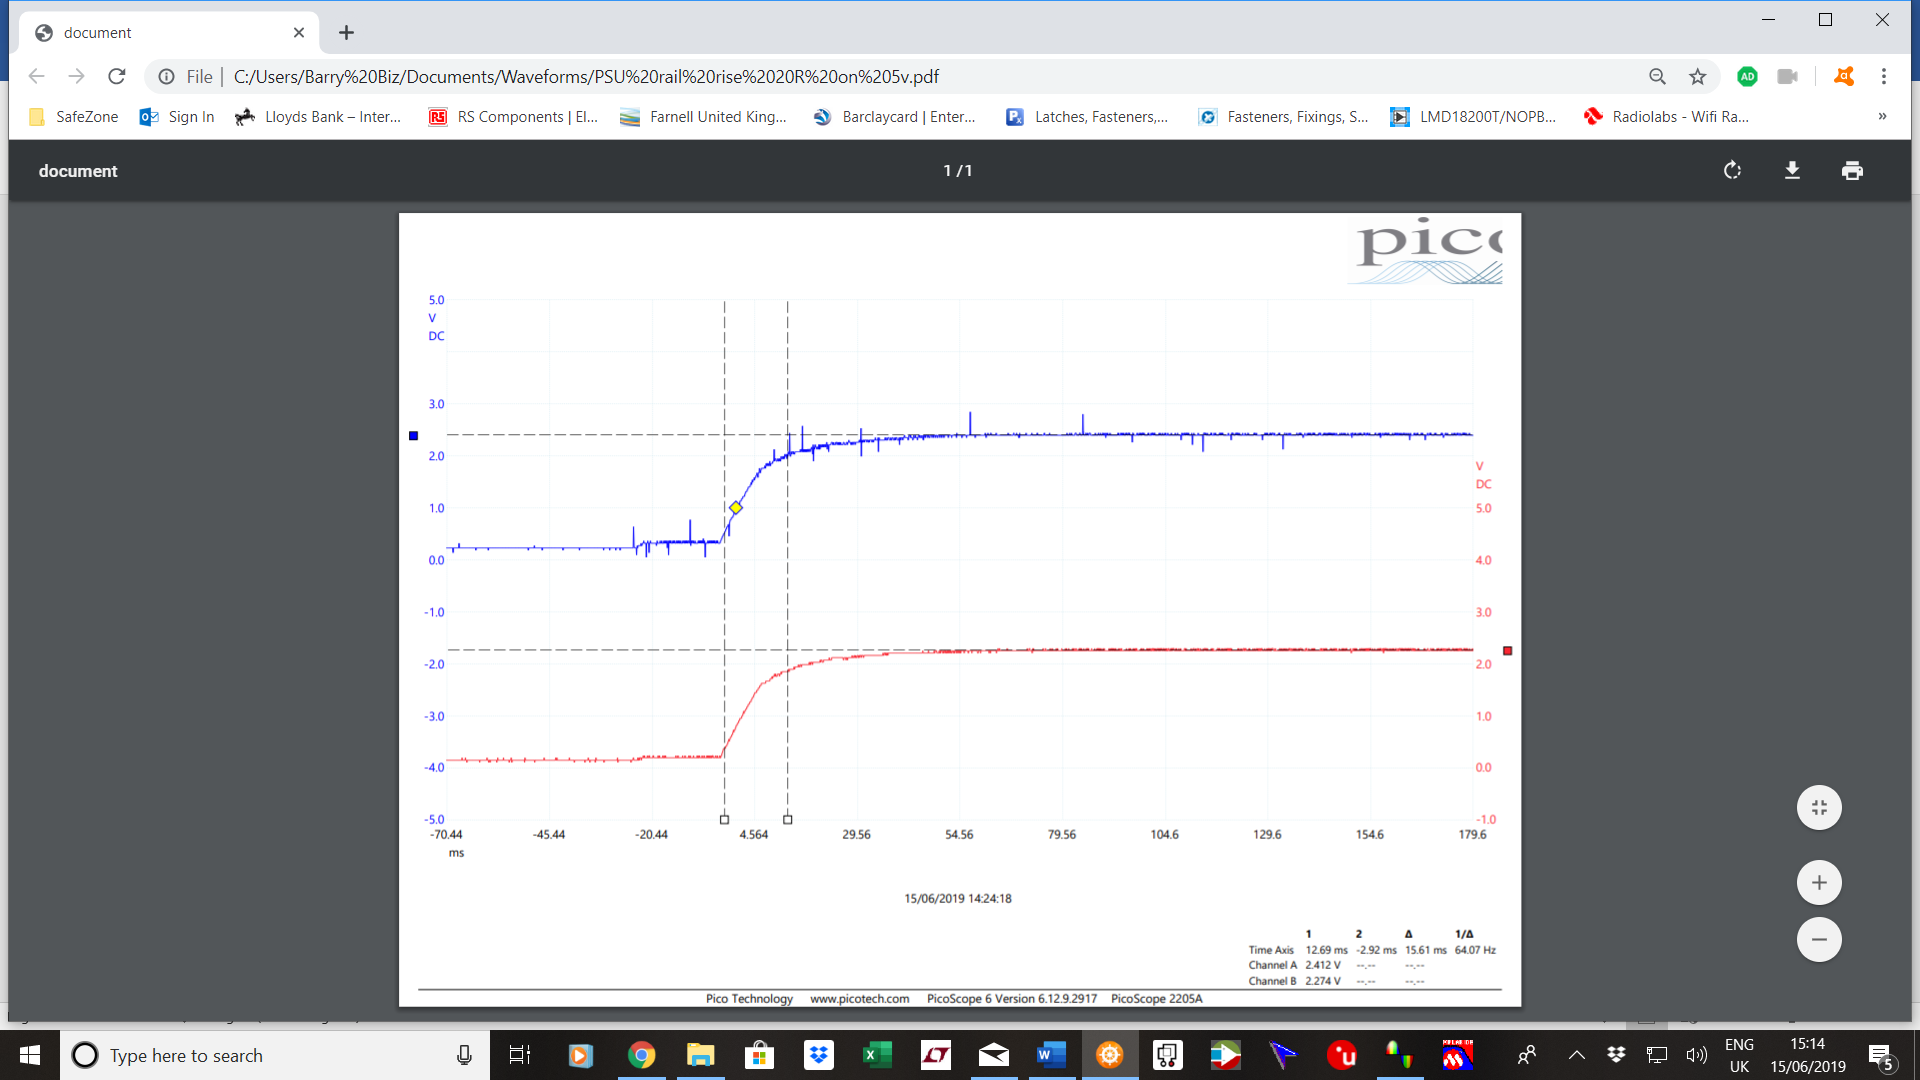 document
File C:/Users/Barry%20Biz/Documents/Waveforms/PSU%20rail%20rise%2020R%20on%205v.pdf
AD
SafeZone Sign In Lloyds Bank – Inter... RS RS Components | El... Farnell United King... Barclaycard | Enter... Latches, Fasteners,... Fasteners, Fixings, S... LMD18200T/NOPB... Radiolabs - Wifi Ra... »
document 1 / 1
pico
5.0
V
DC
3.0
2.0
1.0
0.0
-1.0
-2.0
-3.0
-4.0
-5.0
V
DC
5.0
4.0
3.0
2.0
1.0
0.0
-1.0
-70.44 -45.44 -20.44 4.564 29.56 54.56 79.56 104.6 129.6 154.6 179.6
ms
15/06/2019 14:24:18
1 2 Δ 1/Δ
Time Axis 12.69 ms -2.92 ms 15.61 ms 64.07 Hz
Channel A 2.412 V --.-- --.--
Channel B 2.274 V --.-- --.--
Pico Technology www.picotech.com PicoScope 6 Version 6.12.9.2917 PicoScope 2205A
Type here to search
ENG
UK
15:14
15/06/2019
5